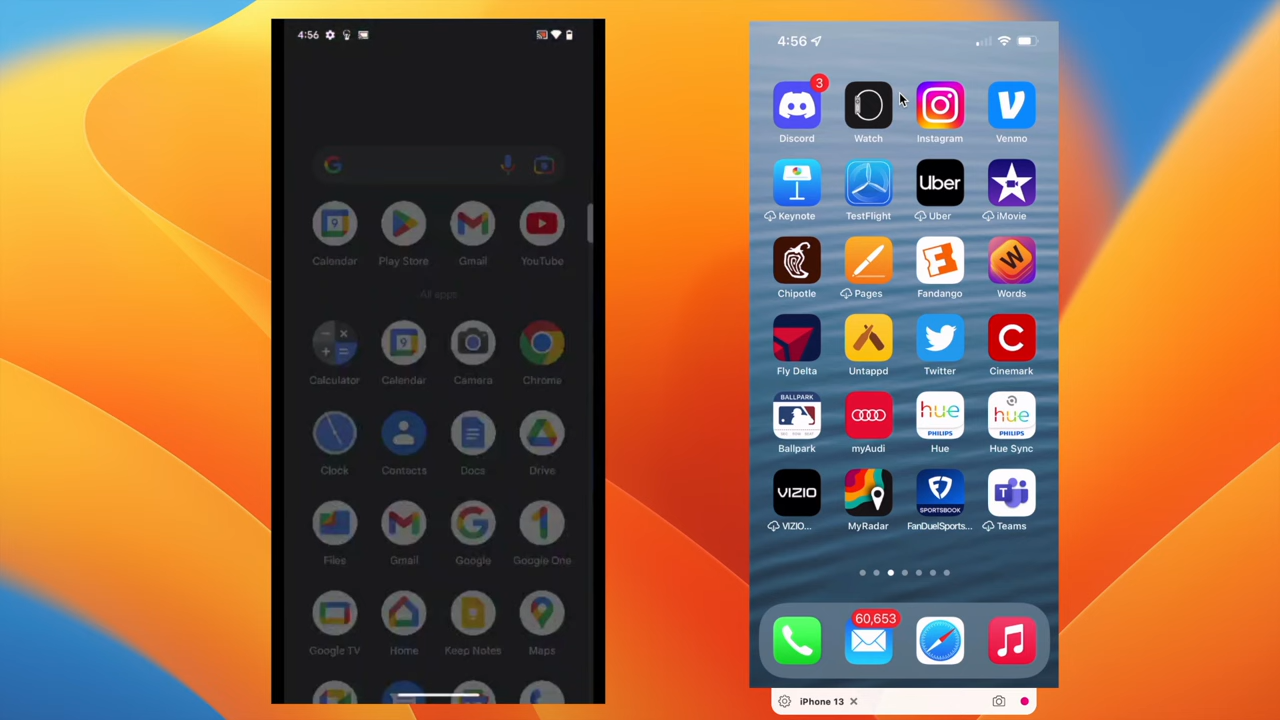 4:56
Calendar Play Store Gmail YouTube
All apps
Calculator Calendar Camera Chrome
Clock Contacts Docs Drive
Files Gmail Google Google One
Google TV Home Keep Notes Maps
4:56
3
Discord Watch Instagram Venmo
Uber
Keynote TestFlight Uber iMovie
W
Chipotle Pages Fandango Words
C
Fly Delta Untappd Twitter Cinemark
BALLPARK
hue
hue
PHILIPS
PHILIPS
Ballpark myAudi Hue Hue Sync
VIZIO
SPORTSBOOK
VIZIO... MyRadar FanDuelSports... Teams
60,653
iPhone 13